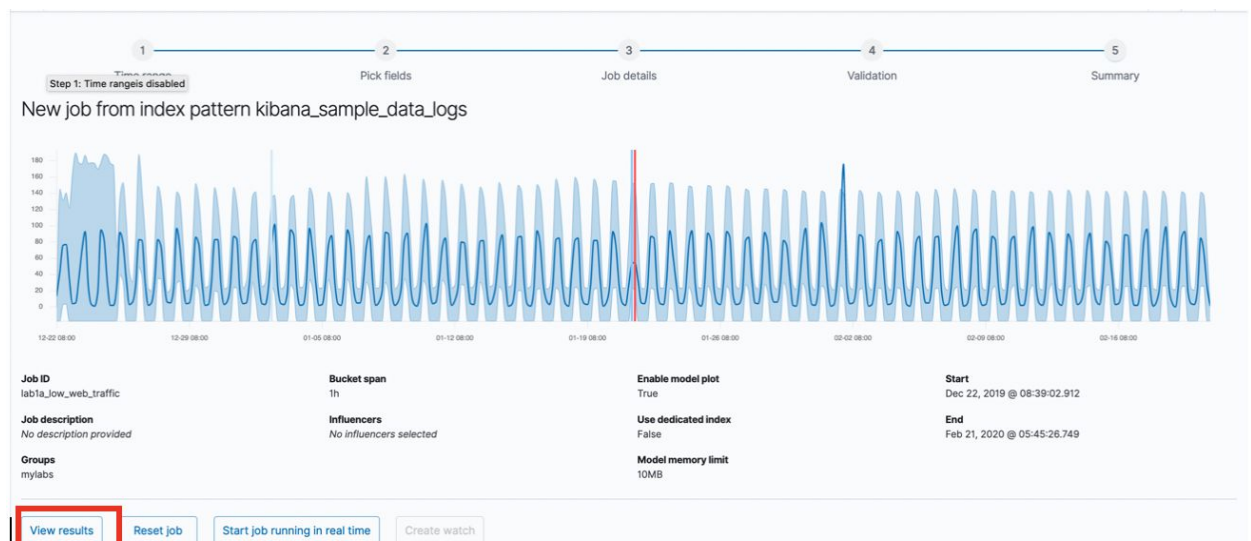 1
2
3
4
5
Time range
Pick fields
Job details
Validation
Summary
Step 1: Time rangeis disabled
New job from index pattern kibana_sample_data_logs
180
160
140
120
100
80
60
40
20
0
12-22 08:00
12-29 08:00
01-05 08:00
01-12 08:00
01-19 08:00
01-26 08:00
02-02 08:00
02-09 08:00
02-16 08:00
Job ID
lab1a_low_web_traffic
Job description
No description provided
Groups
mylabs
Bucket span
1h
Influencers
No influencers selected
Enable model plot
True
Use dedicated index
False
Model memory limit
10MB
Start
Dec 22, 2019 @ 08:39:02.912
End
Feb 21, 2020 @ 05:45:26.749
View results
Reset job
Start job running in real time
Create watch